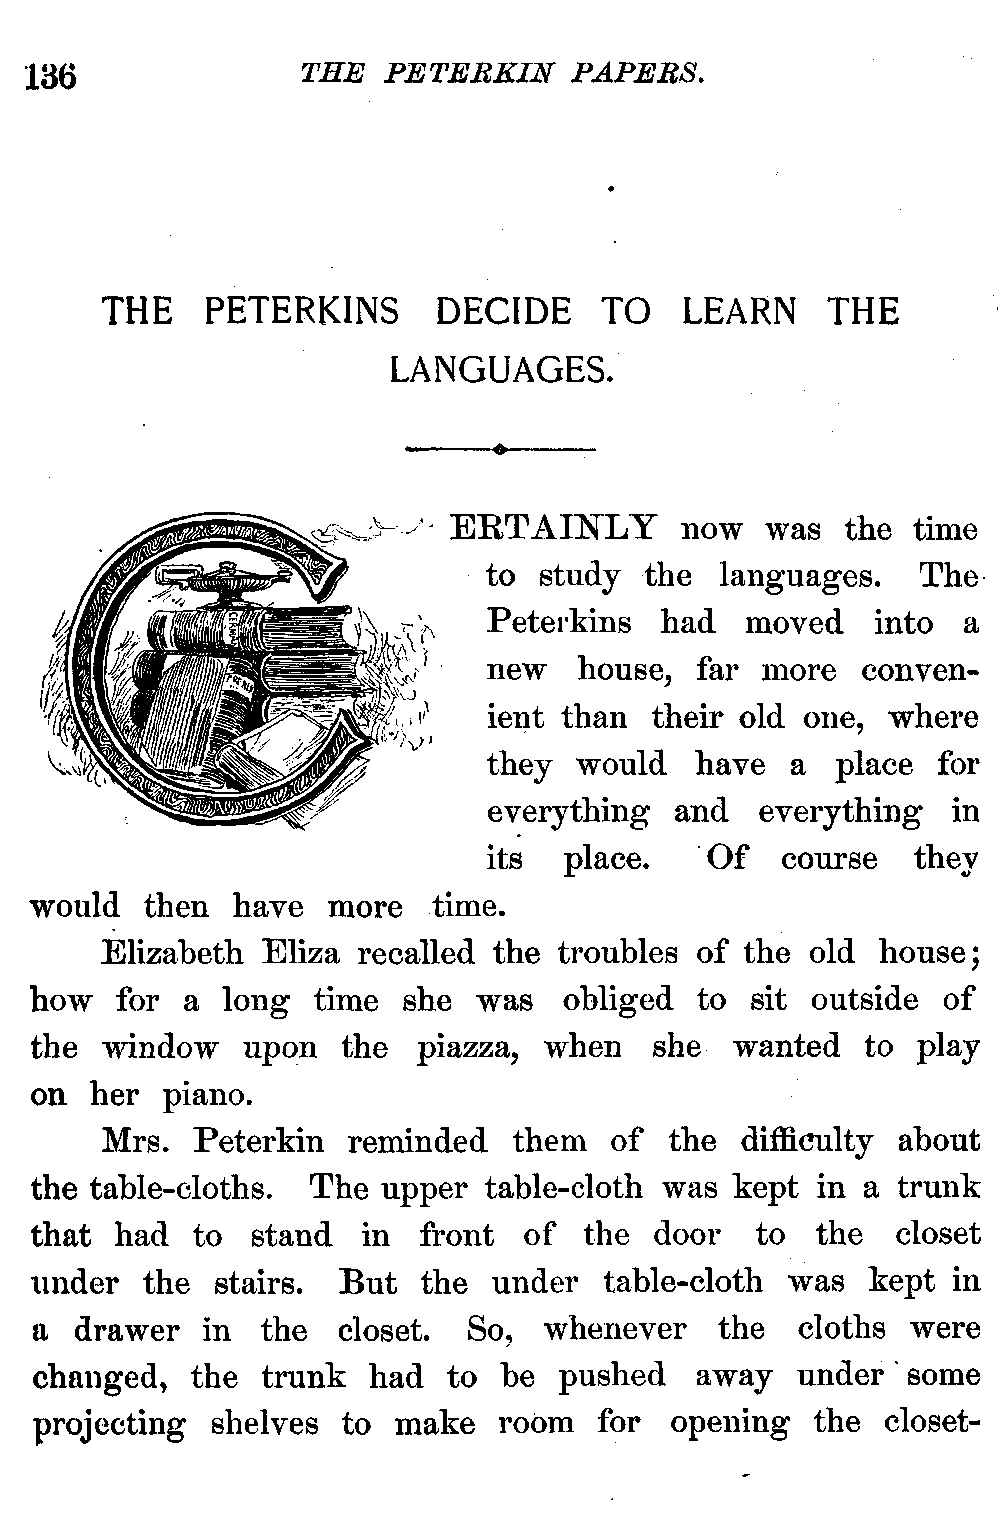 136 THE PETERKIN PAPERS.
THE PETERKINS DECIDE TO LEARN THE
LANGUAGES.
CERTAINLY now was the time
to study the languages. The
Peterkins had moved into a
new house, far more conven-
ient than their old one, where
they would have a place for
everything and everything in
its place. Of course they
would then have more time.
Elizabeth Eliza recalled the troubles of the old house;
how for a long time she was obliged to sit outside of
the window upon the piazza, when she wanted to play
on her piano.
Mrs. Peterkin reminded them of the difficulty about
the table-cloths. The upper table-cloth was kept in a trunk
that had to stand in front of the door to the closet
under the stairs. But the under table-cloth was kept in
a drawer in the closet. So, whenever the cloths were
changed, the trunk had to be pushed away under some
projecting shelves to make room for opening the closet-